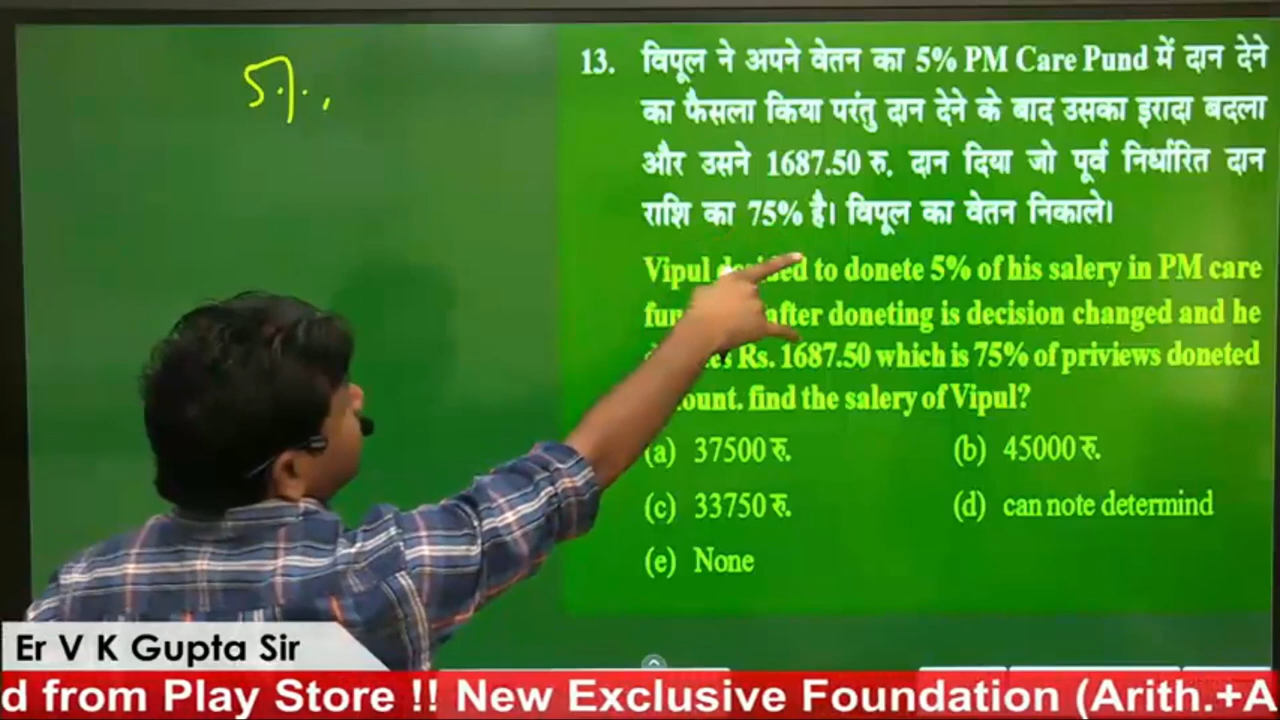 5%,
13. विपूल ने अपने वेतन का 5% PM Care Pund में दान देने
का फैसला किया परंतु दान देने के बाद उसका इरादा बदला
और उसने 1687.50 रु. दान दिया जो पूर्व निर्धारित दान
राशि का 75% है। विपूल का वेतन निकाले।
Vipul to donete 5% of his salery in PM care
after doneting is decision changed and he
Rs. 1687.50 which is 75% of priviews doneted
find the salery of Vipul?
(a) 37500 रु. (b) 45000 रु.
(c) 33750 रु. (d) can note determind
(e) None
Er V K Gupta Sir
d from Play Store !! New Exclusive Foundation (Arith.+A